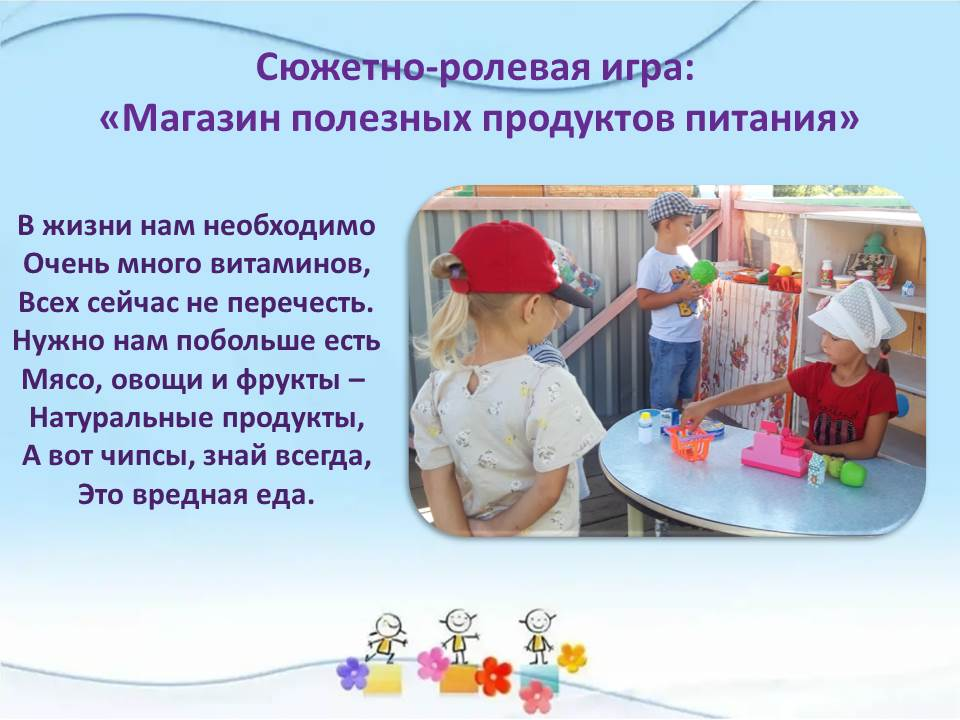 Сюжетно-ролевая игра:
«Магазин полезных продуктов питания»
В жизни нам необходимо
Очень много витаминов,
Всех сейчас не перечесть.
Нужно нам побольше есть
Мясо, овощи и фрукты –
Натуральные продукты,
А вот чипсы, знай всегда,
Это вредная еда.